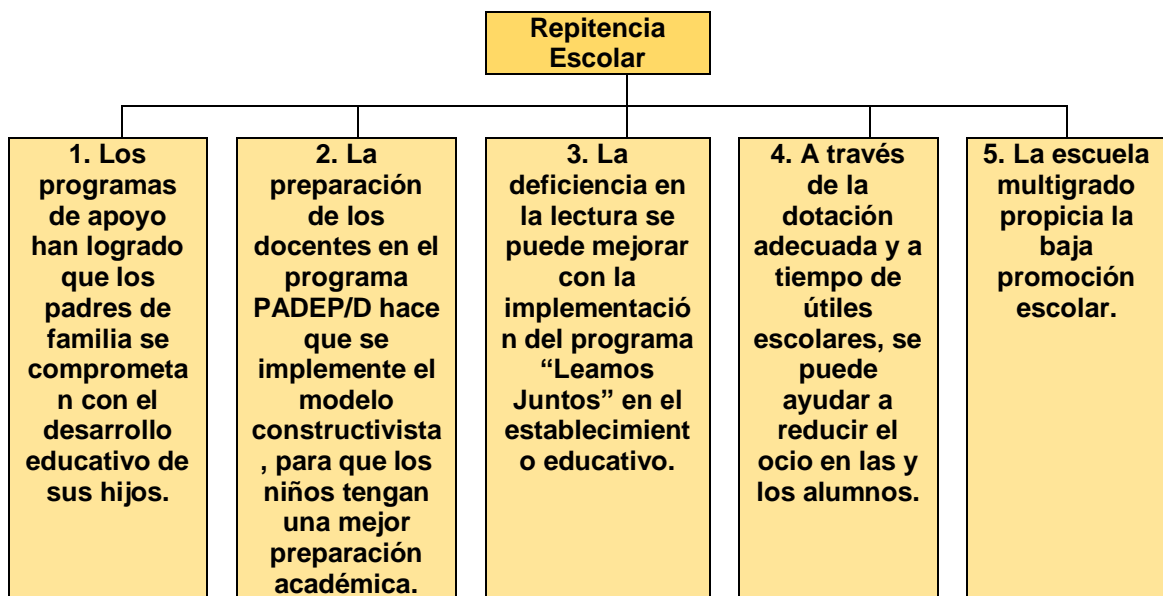 Repitencia
Escolar
1. Los
programas
de apoyo
han logrado
que los
padres de
familia se
comprometa
n con el
desarrollo
educativo de
sus hijos.
2. La
preparación
de los
docentes en el
programa
PADEP/D hace
que se
implemente el
modelo
constructivista
, para que los
niños tengan
una mejor
preparación
académica.
3. La
deficiencia en
la lectura se
puede mejorar
con la
implementació
n del programa
“Leamos
Juntos” en el
establecimient
o educativo.
4. A través
de la
dotación
adecuada y a
tiempo de
útiles
escolares, se
puede
ayudar a
reducir el
ocio en las y
los alumnos.
5. La escuela
multigrado
propicia la
baja
promoción
escolar.